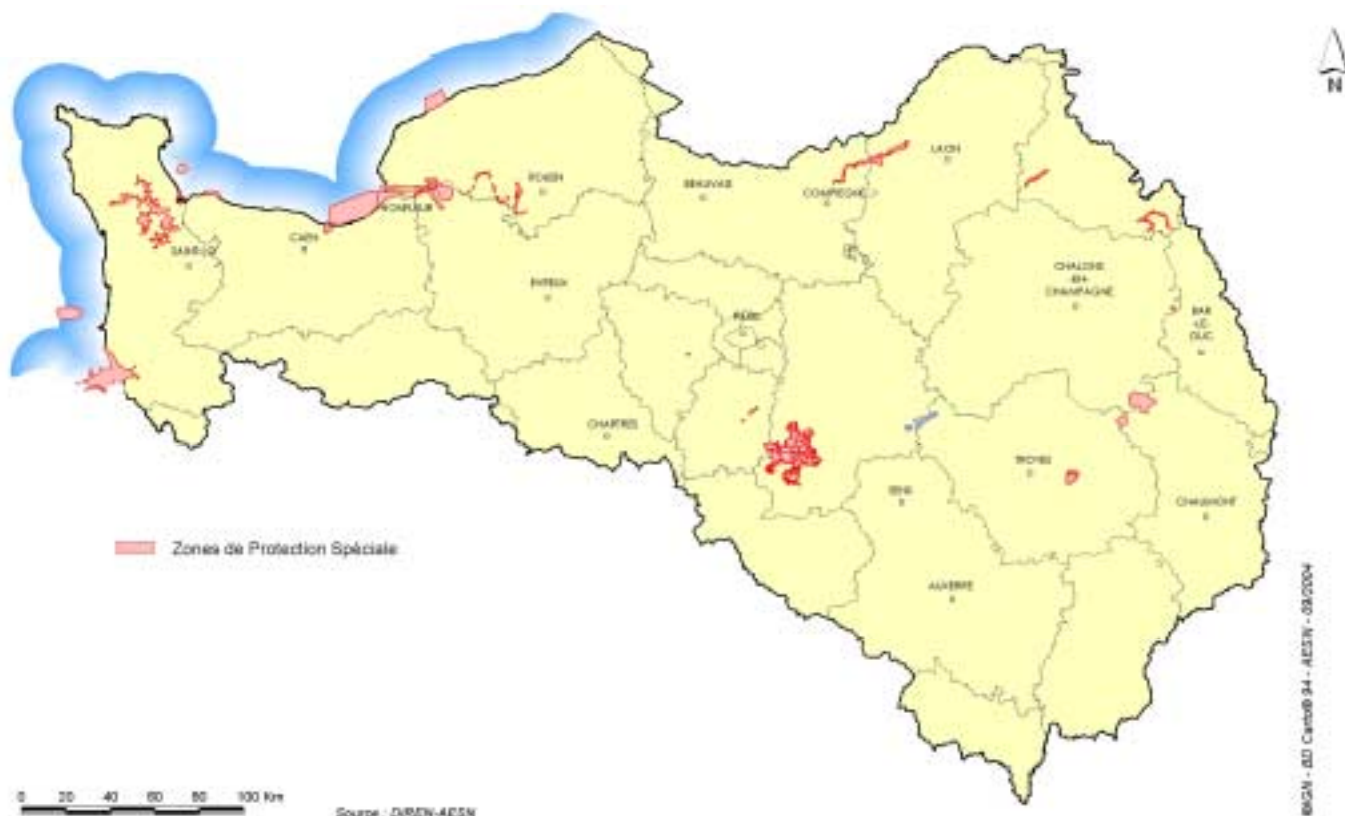 N
ROUEN
LAON
BEAUVAIS
COMPIEGNE
HONFLEUR
CAEN
SAINT-LO
EVREUX
CHALONS
-EN-
CHAMPAGNE
PARIS
BAR
-LE-
DUC
CHARTRES
TROYES
SENS
CHAUMONT
Zones de Protection Spéciale
AUXERRE
0 20 40 60 80 100 Km
Source : DIREN-AESN
©IGN - BD Carto® 94 - AESN - 09/2004